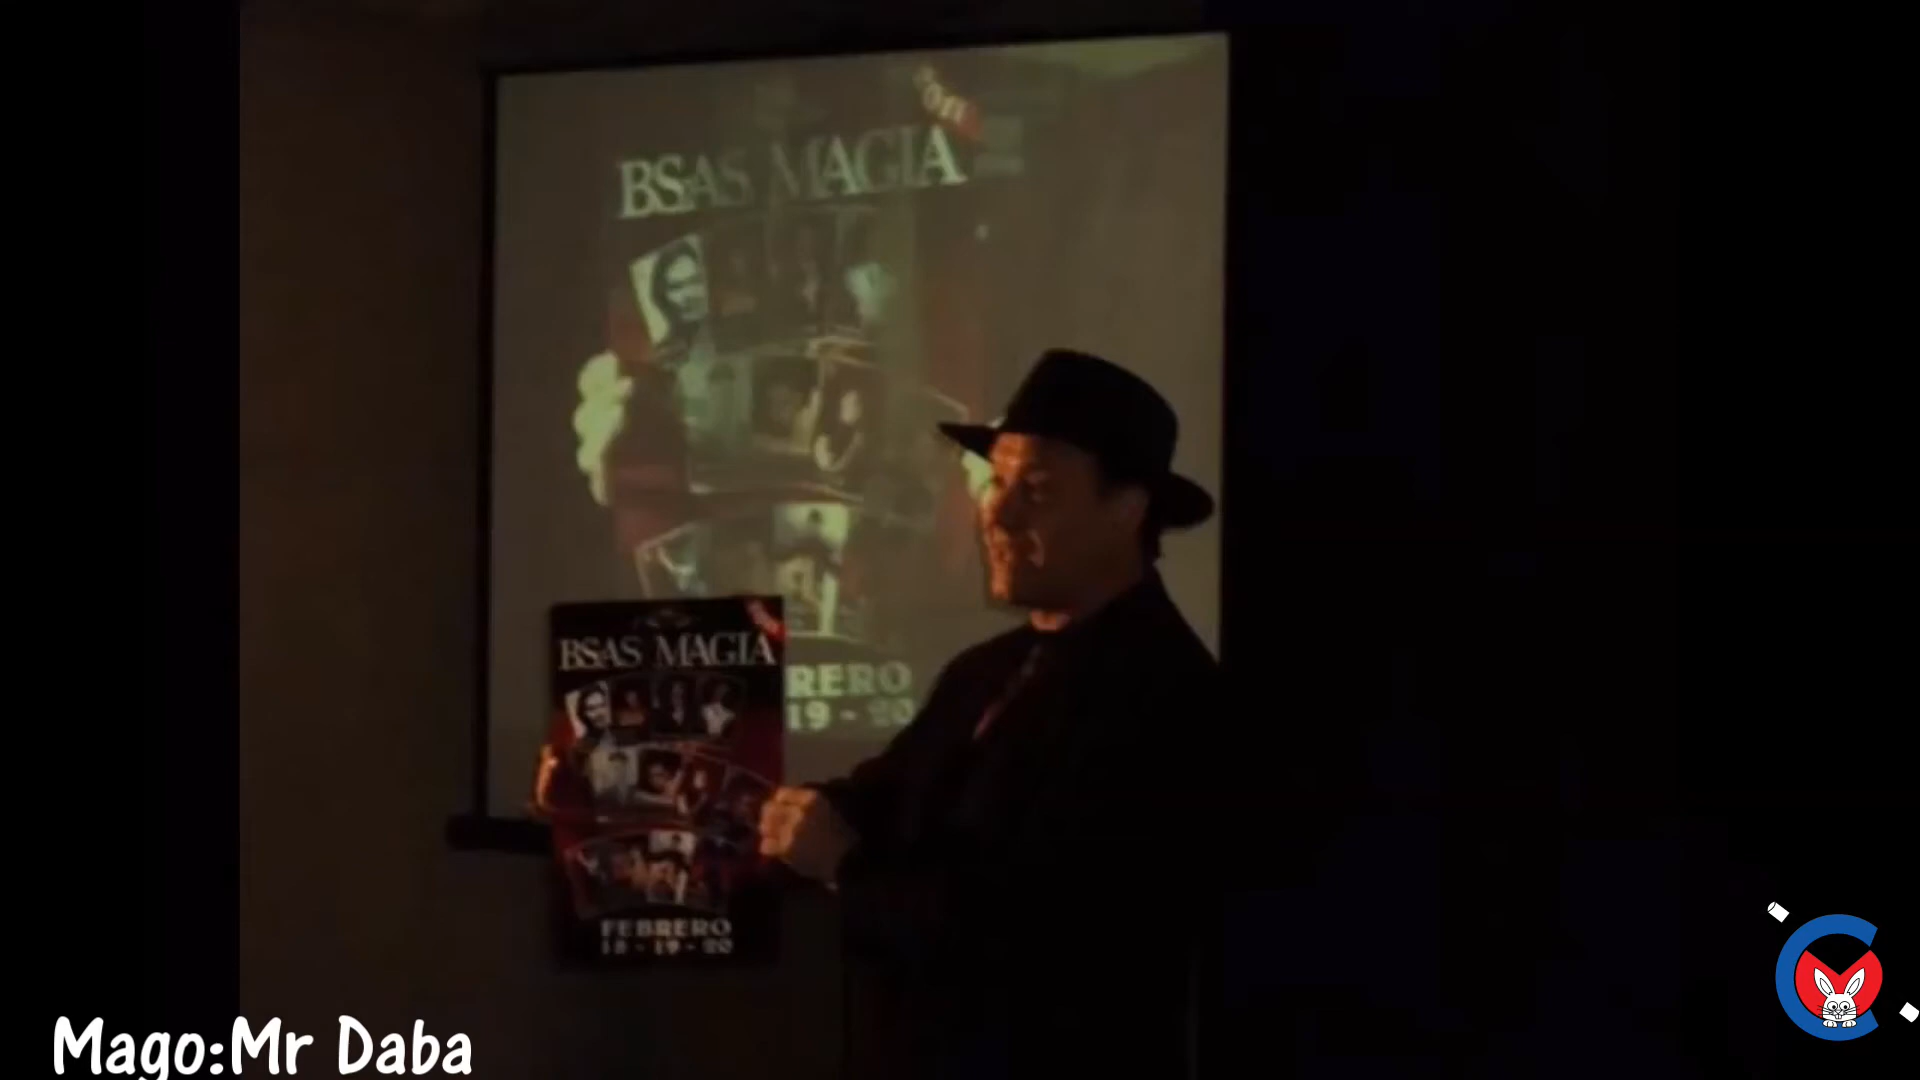 BSAS MAGIA
RERO
19 - 20
BSAS MAGIA
FEBRERO
18 - 19 - 20
Mago:Mr Daba